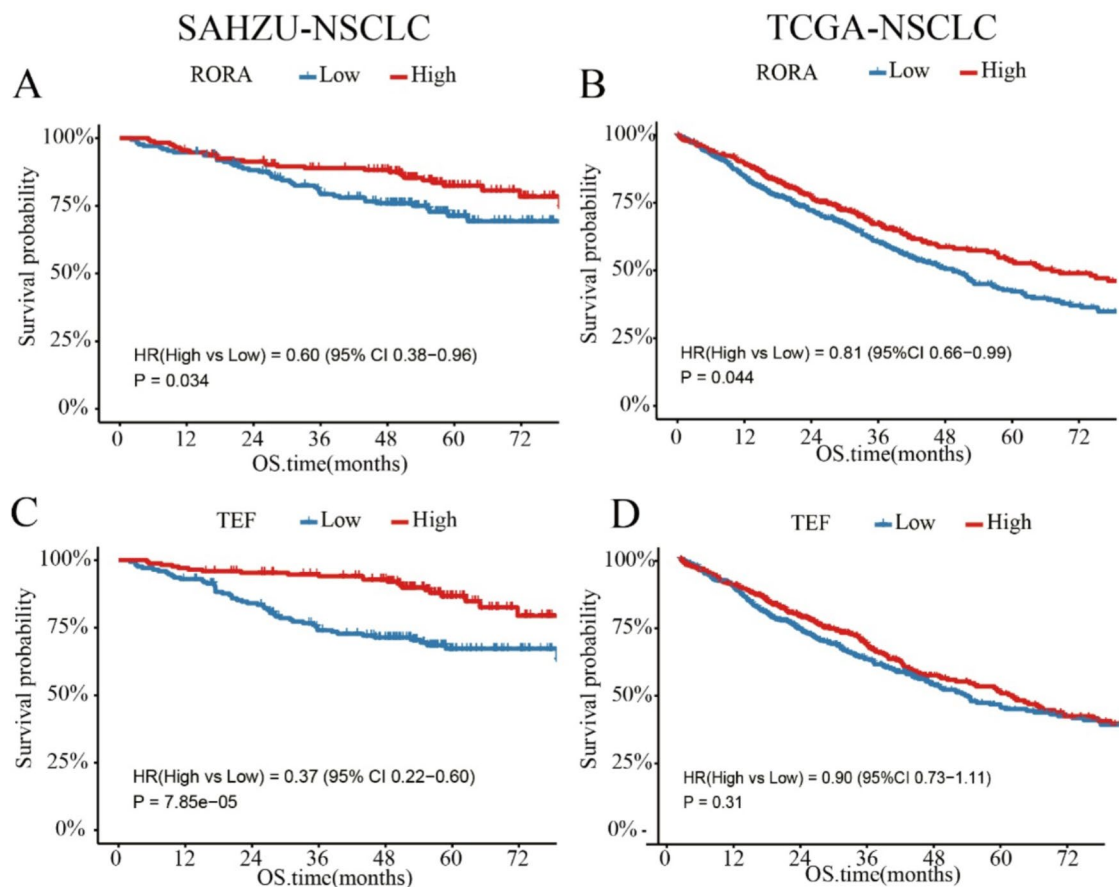 SAHZU-NSCLC
TCGA-NSCLC
A
RORA Low High
Survival probability
100%
75%
50%
25%
0%
HR(High vs Low) = 0.60 (95% CI 0.38−0.96)
P = 0.034
0 12 24 36 48 60 72
OS.time(months)
B
RORA Low High
Survival probability
100%
75%
50%
25%
0%
HR(High vs Low) = 0.81 (95%CI 0.66−0.99)
P = 0.044
0 12 24 36 48 60 72
OS.time(months)
C
TEF Low High
Survival probability
100%
75%
50%
25%
0%
HR(High vs Low) = 0.37 (95% CI 0.22−0.60)
P = 7.85e−05
0 12 24 36 48 60 72
OS.time(months)
D
TEF Low High
Survival probability
100%
75%
50%
25%
0%
HR(High vs Low) = 0.90 (95%CI 0.73−1.11)
P = 0.31
0 12 24 36 48 60 72
OS.time(months)